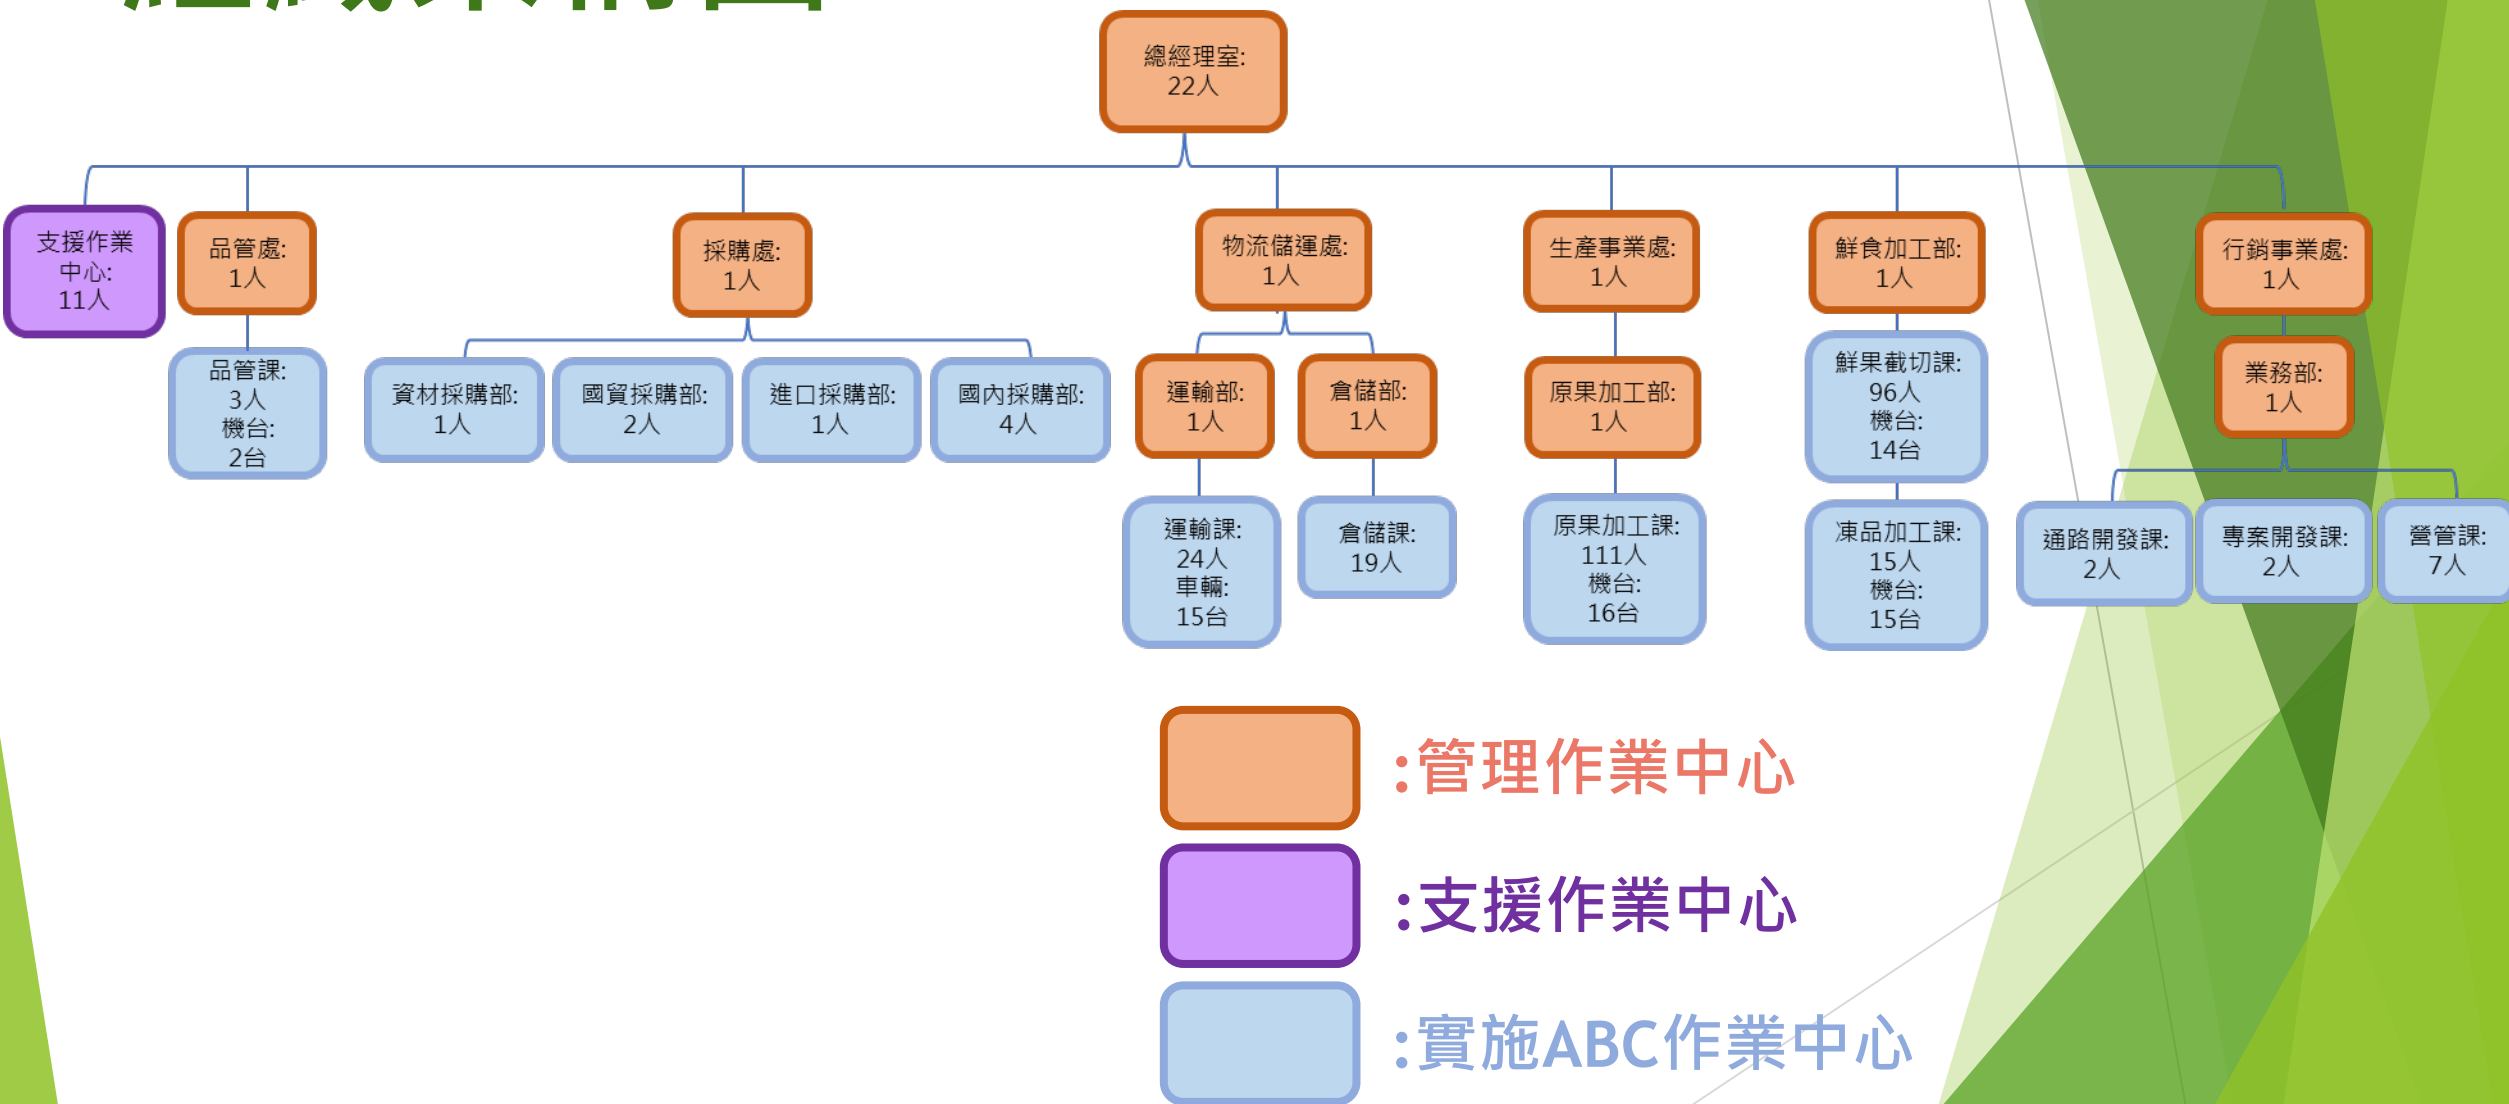 總經理室:
22人
支援作業
中心:
11人
品管處:
1人
採購處:
1人
物流儲運處:
1人
生產事業處:
1人
鮮食加工部:
1人
行銷事業處:
1人
品管課:
3人
機台:
2台
資材採購部:
1人
國貿採購部:
2人
進口採購部:
1人
國內採購部:
4人
運輸部:
1人
倉儲部:
1人
原果加工部:
1人
鮮果截切課:
96人
機台:
14台
業務部:
1人
運輸課:
24人
車輛:
15台
倉儲課:
19人
原果加工課:
111人
機台:
16台
凍品加工課:
15人
機台:
15台
通路開發課:
2人
專案開發課:
2人
營管課:
7人
:管理作業中心
:支援作業中心
:實施ABC作業中心